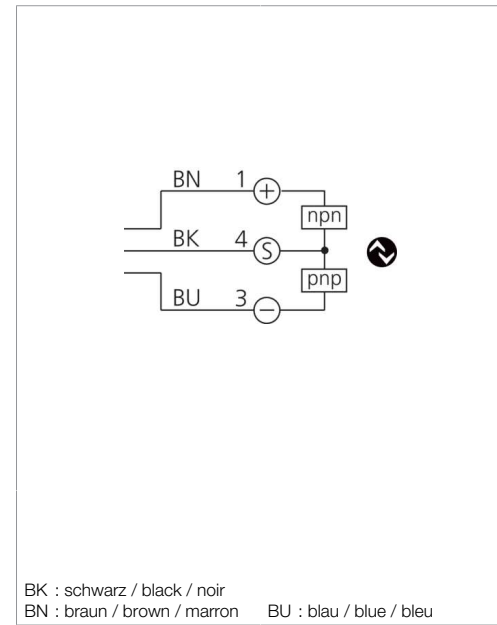 BN 1 +
npn
BK 4 S
pnp
BU 3 −
BK : schwarz / black / noir
BN : braun / brown / marron BU : blau / blue / bleu